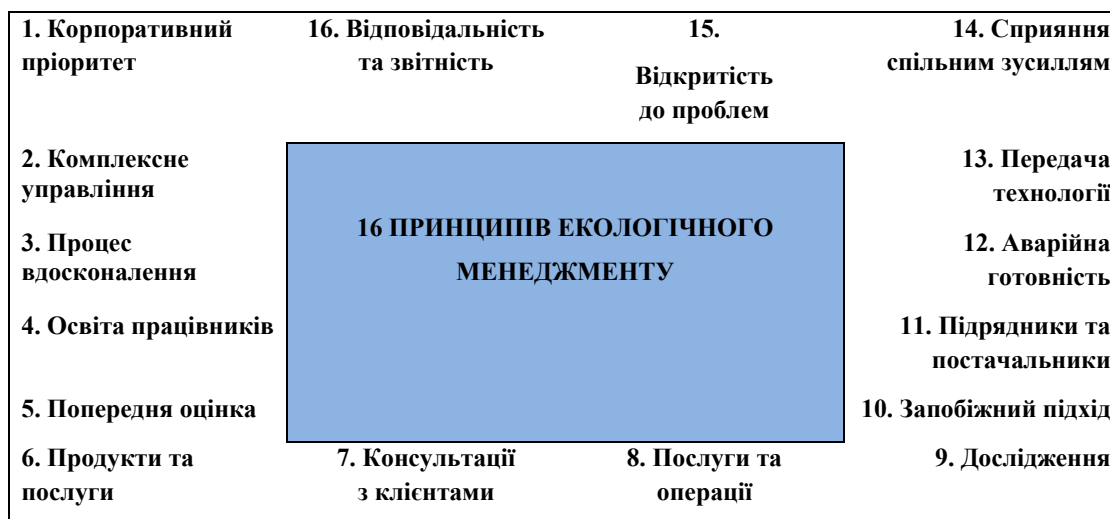 1. Корпоративний
пріоритет
16. Відповідальність
та звітність
15.
Відкритість
до проблем
14. Сприяння
спільним зусиллям
2. Комплексне
управління
13. Передача
технології
16 ПРИНЦИПІВ ЕКОЛОГІЧНОГО
МЕНЕДЖМЕНТУ
3. Процес
вдосконалення
12. Аварійна
готовність
4. Освіта працівників
11. Підрядники та
постачальники
5. Попередня оцінка
10. Запобіжний підхід
6. Продукти та
послуги
7. Консультації
з клієнтами
8. Послуги та
операції
9. Дослідження